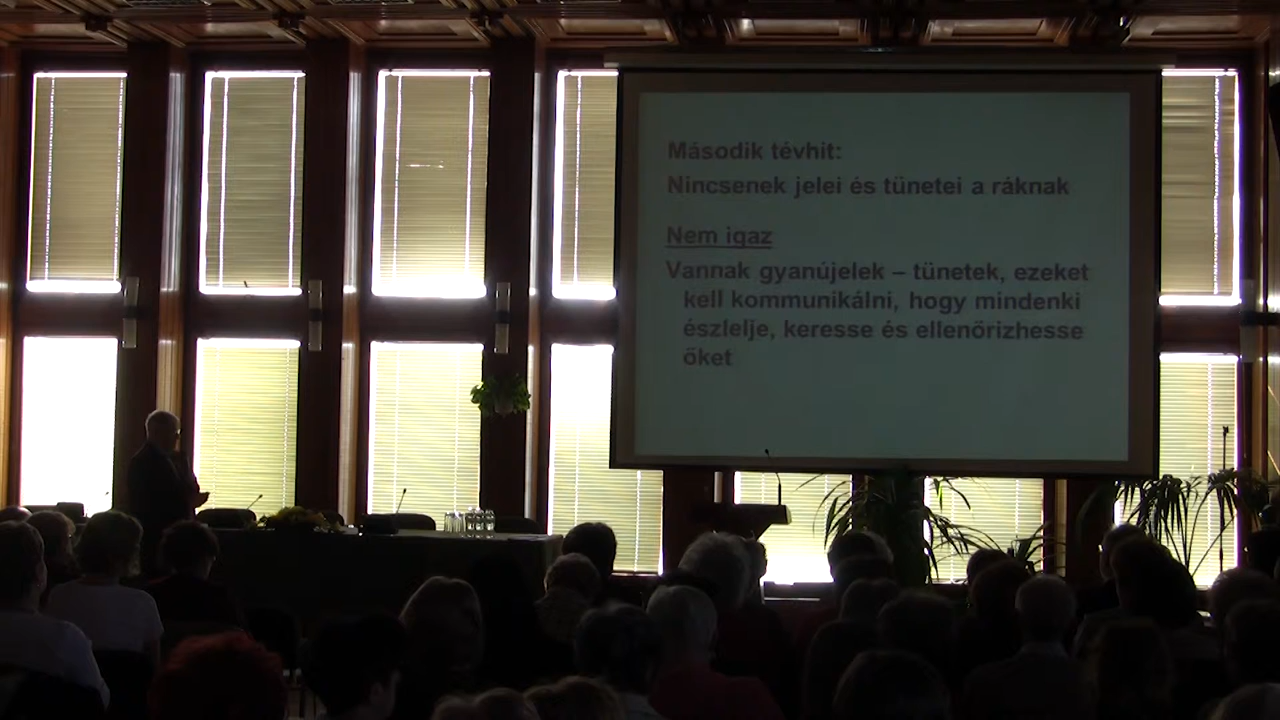 Második tévhit:
Nincsenek jelei és tünetei a ráknak
Nem igaz
Vannak gyanújelek – tünetek, ezeket
kell kommunikálni, hogy mindenki
észlelje, keresse és ellenőrizhesse
őket